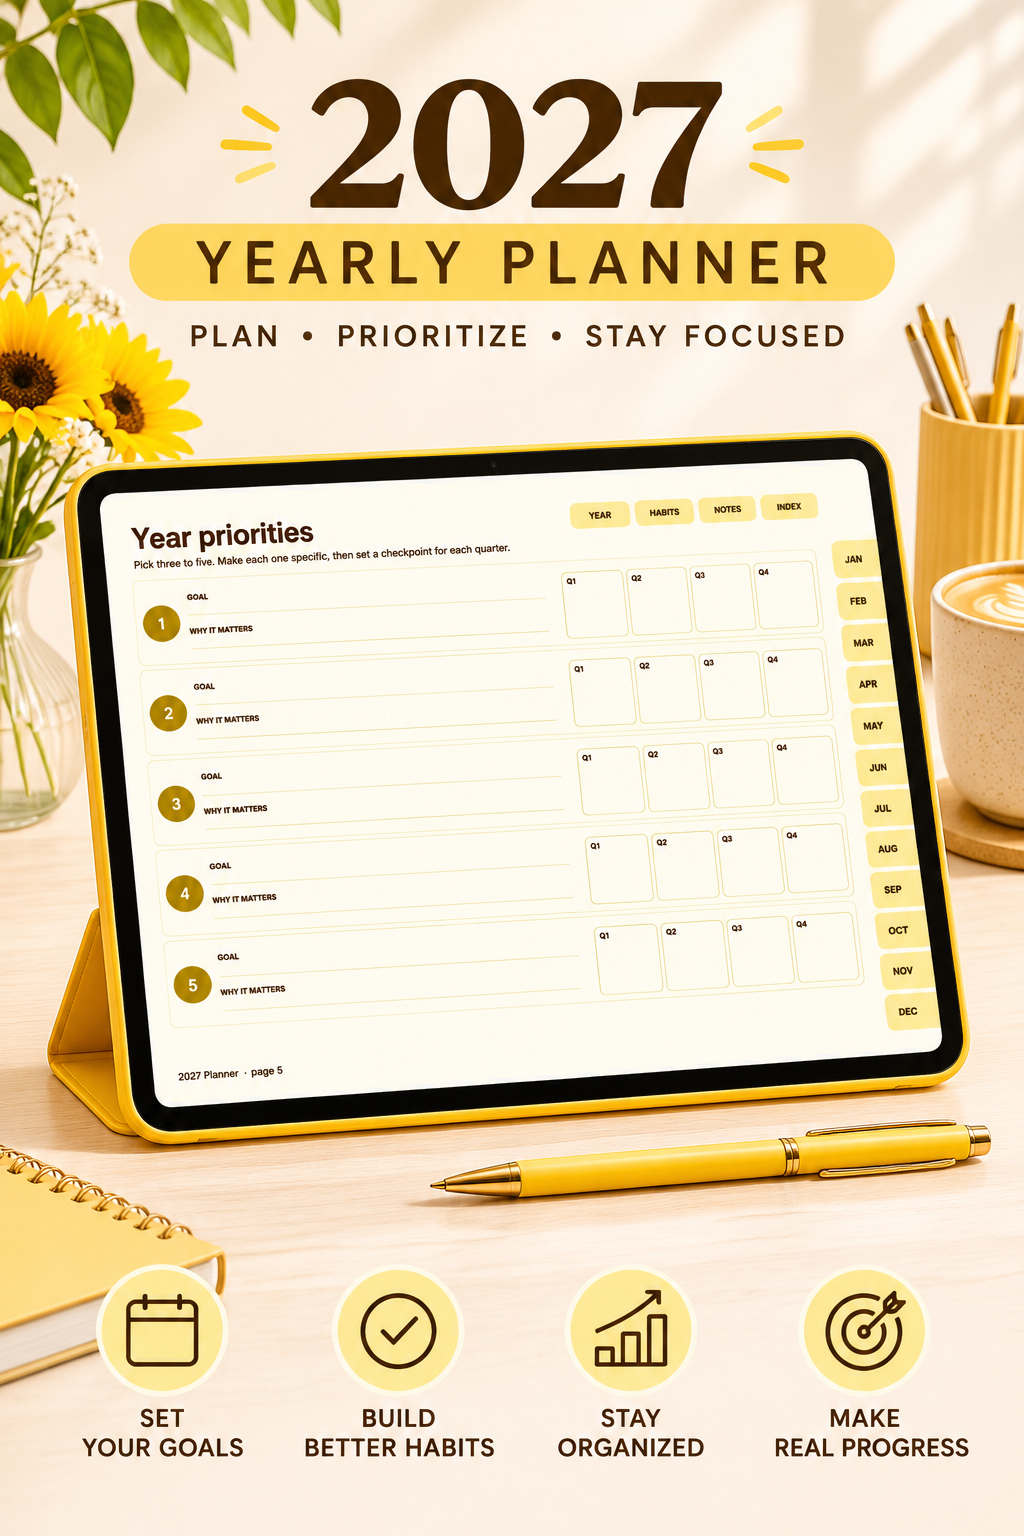 2027
YEARLY PLANNER
PLAN • PRIORITIZE • STAY FOCUSED
YEAR HABITS NOTES INDEX
Year priorities
Pick three to five. Make each one specific, then set a checkpoint for each quarter.
JAN
FEB
MAR
APR
MAY
JUN
JUL
AUG
SEP
OCT
NOV
DEC
1
GOAL
WHY IT MATTERS
Q1 Q2 Q3 Q4
2
GOAL
WHY IT MATTERS
Q1 Q2 Q3 Q4
3
GOAL
WHY IT MATTERS
Q1 Q2 Q3 Q4
4
GOAL
WHY IT MATTERS
Q1 Q2 Q3 Q4
5
GOAL
WHY IT MATTERS
Q1 Q2 Q3 Q4
2027 Planner · page 5
SET
YOUR GOALS
BUILD
BETTER HABITS
STAY
ORGANIZED
MAKE
REAL PROGRESS